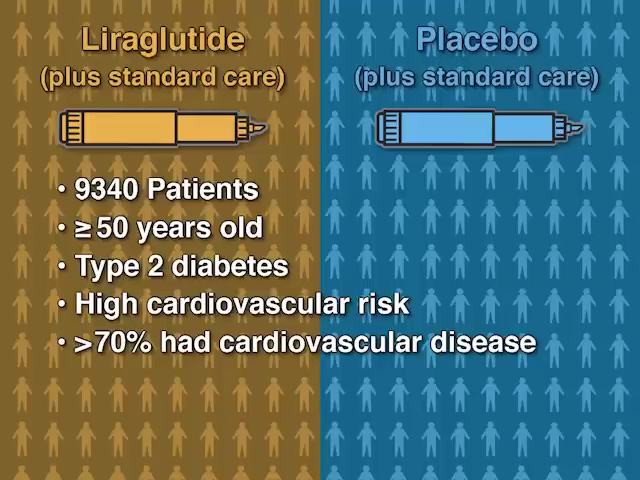 Liraglutide
(plus standard care)
Placebo
(plus standard care)
• 9340 Patients
• ≥50 years old
• Type 2 diabetes
• High cardiovascular risk
• >70% had cardiovascular disease